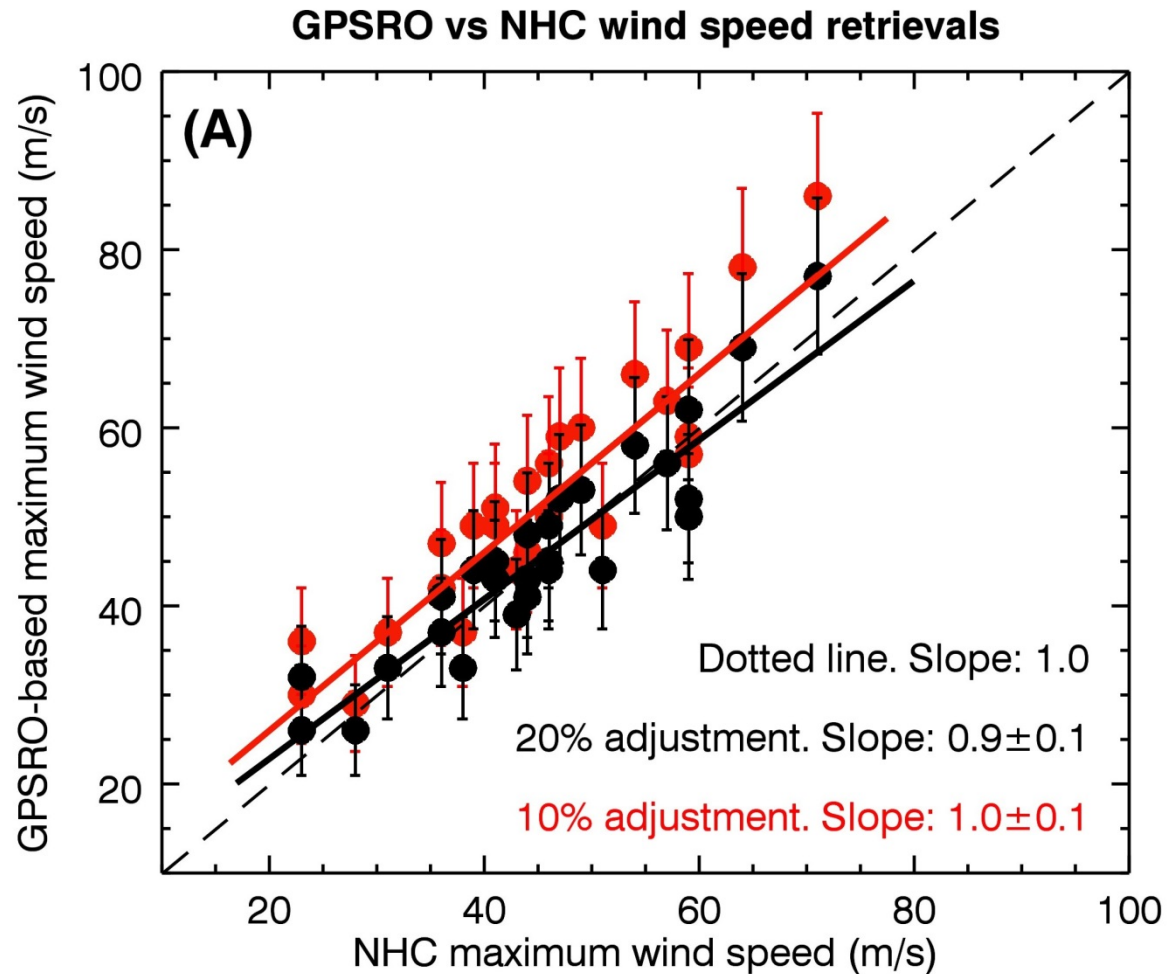 GPSRO vs NHC wind speed retrievals
(A)
GPSRO-based maximum wind speed (m/s)
100
80
60
40
20
Dotted line. Slope: 1.0
20% adjustment. Slope: 0.9±0.1
10% adjustment. Slope: 1.0±0.1
20 40 60 80 100
NHC maximum wind speed (m/s)